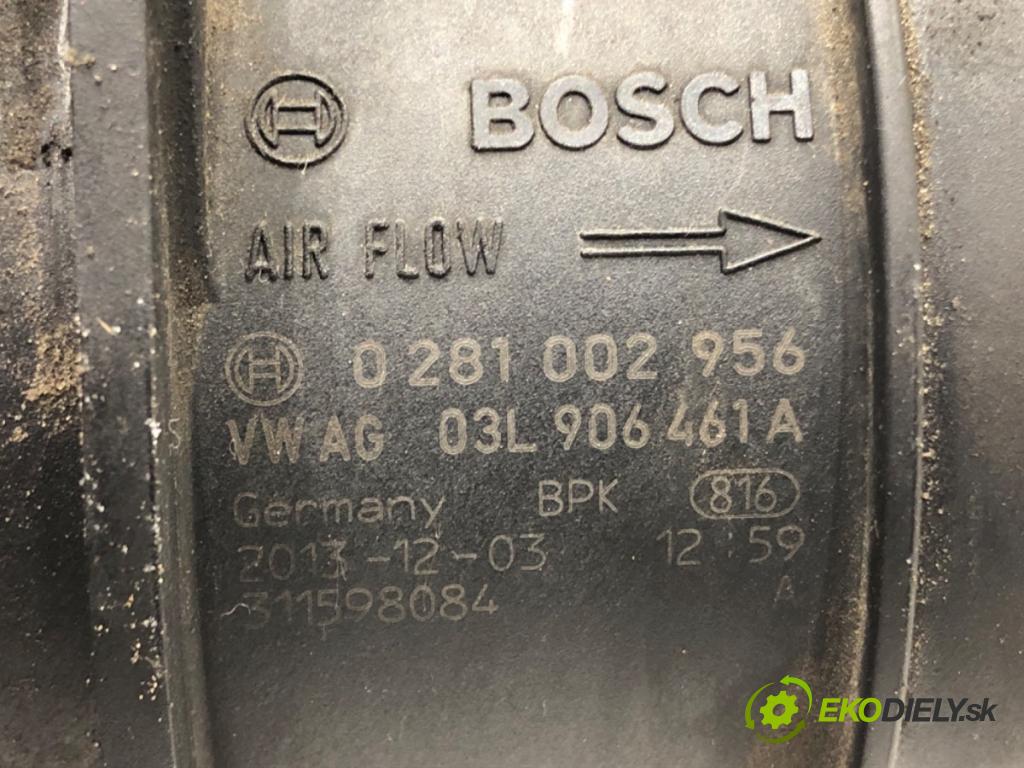 BOSCH
AIR FLOW
0 281 002 956
VW AG 03L 906 461 A
Germany BPK 816
2013-12-03 12:59
311598084 A
EKODIELY.sk